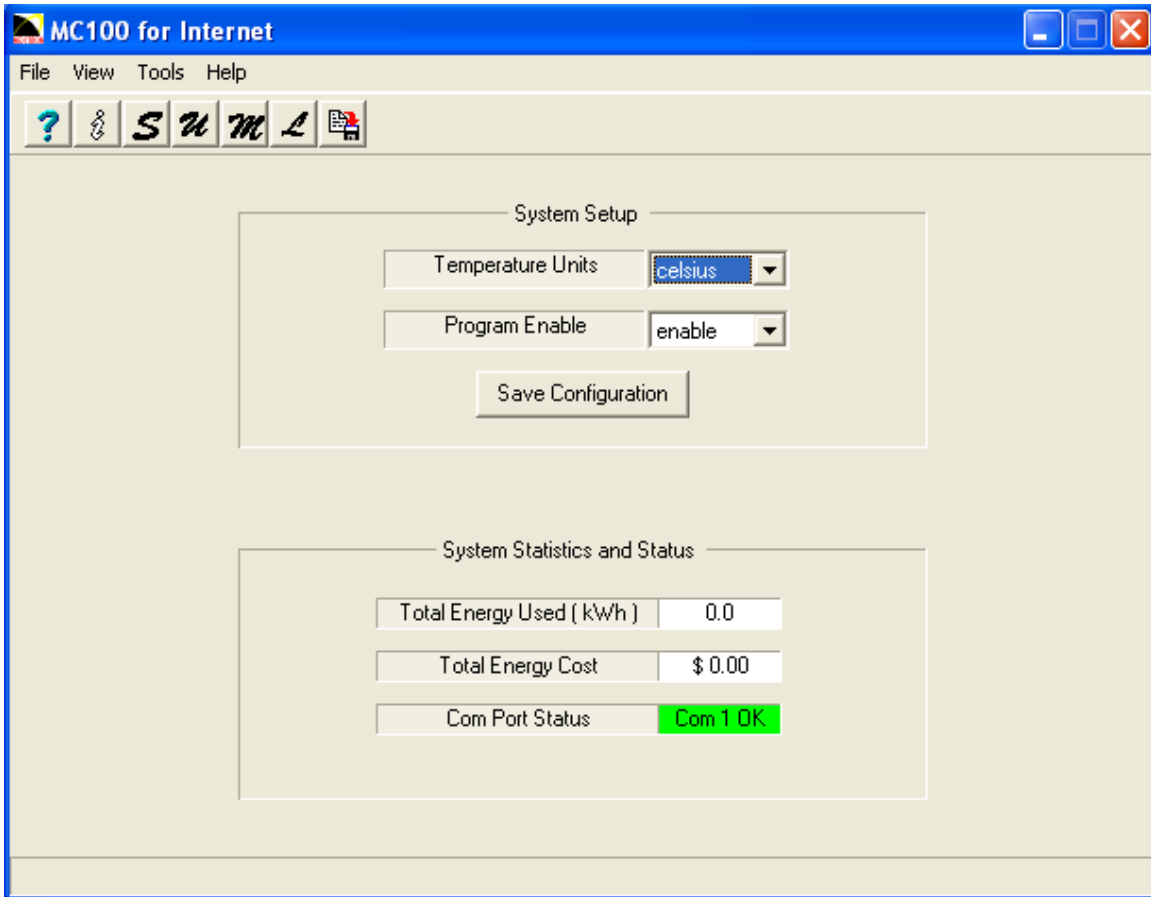 MC100 for Internet
File View Tools Help
? i S U M L
System Setup
Temperature Units celsius
Program Enable enable
Save Configuration
System Statistics and Status
Total Energy Used ( kWh ) 0.0
Total Energy Cost $ 0.00
Com Port Status Com 1 OK